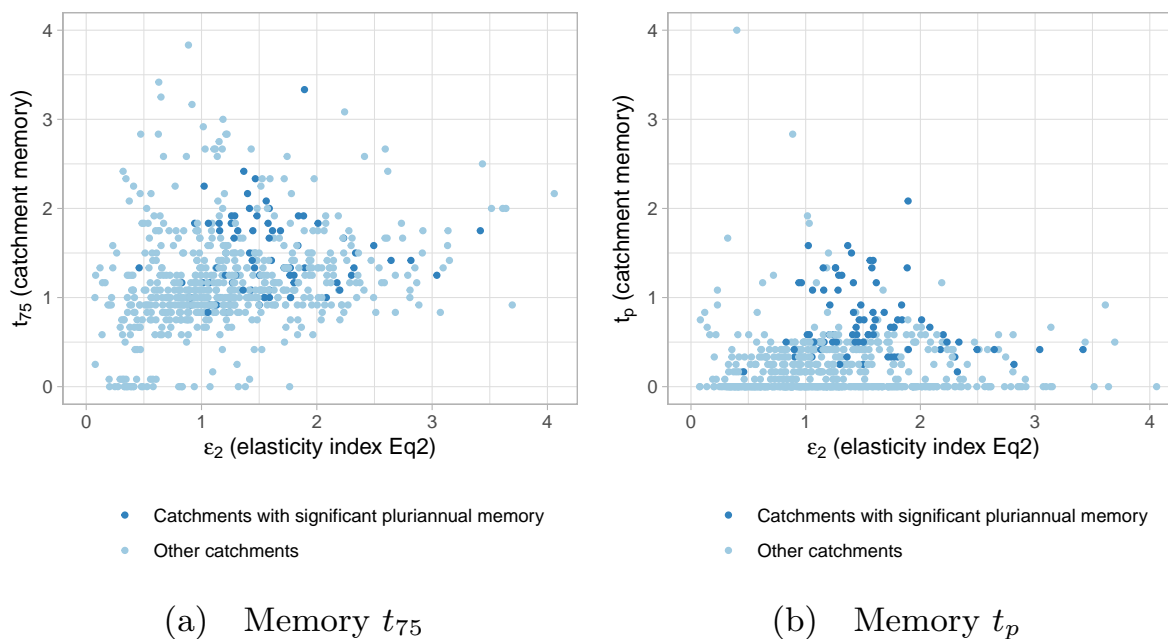 4
3
2
1
0
t₇₅ (catchment memory)
0 1 2 3 4
ε₂ (elasticity index Eq2)
Catchments with significant pluriannual memory
Other catchments
(a) Memory t₇₅
4
3
2
1
0
tₚ (catchment memory)
0 1 2 3 4
ε₂ (elasticity index Eq2)
Catchments with significant pluriannual memory
Other catchments
(b) Memory tₚ